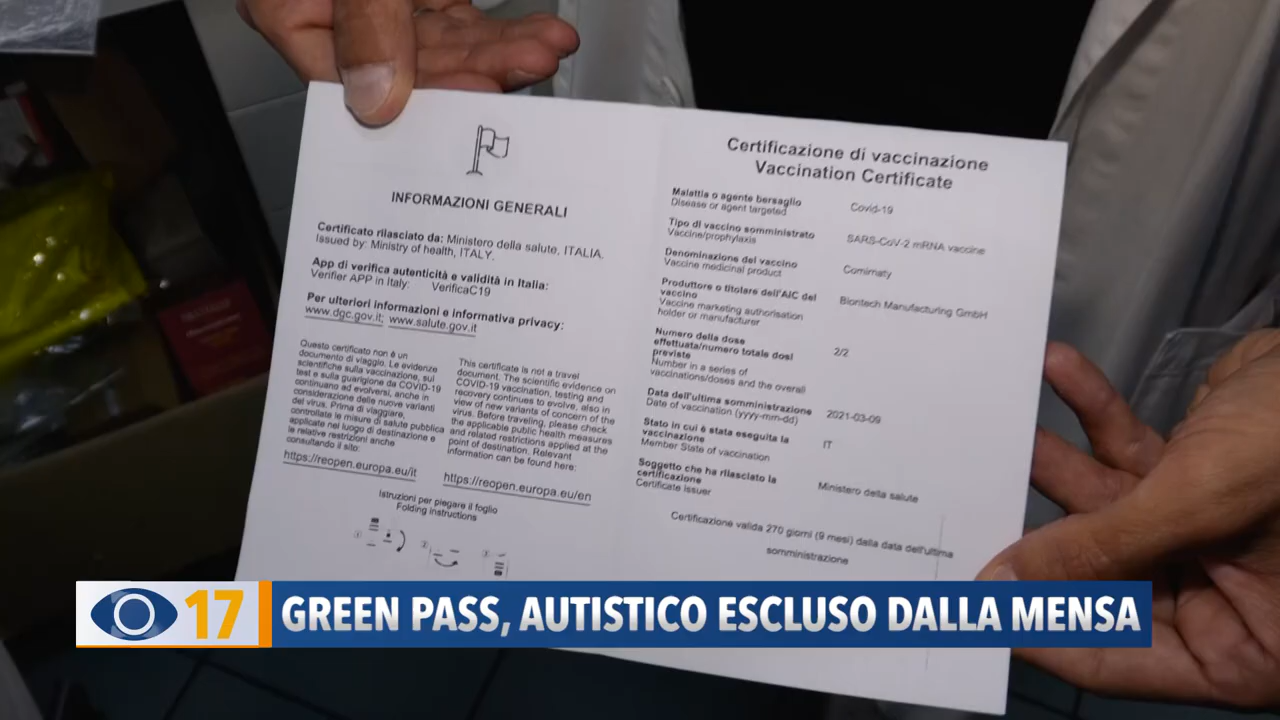 INFORMAZIONI GENERALI
Certificato rilasciato da: Ministero della salute, ITALIA.
Issued by: Ministry of health, ITALY.
App di verifica autenticità e validità in Italia:
Verifier APP in Italy: VerificaC19
Per ulteriori informazioni e informativa privacy:
www.dgc.gov.it; www.salute.gov.it
Questo certificato non è un
documento di viaggio. Le evidenze
scientifiche sulla vaccinazione, sui
test e sulla guarigione da COVID-19
continuano ad evolversi, anche in
considerazione delle nuove varianti
del virus. Prima di viaggiare,
controllate le misure di salute pubblica
applicate nel luogo di destinazione e
le relative restrizioni anche
consultando il sito:
https://reopen.europa.eu/it
This certificate is not a travel
document. The scientific evidence on
COVID-19 vaccination, testing and
recovery continues to evolve, also in
view of new variants of concern of the
virus. Before traveling, please check
the applicable public health measures
and related restrictions applied at the
point of destination. Relevant
information can be found here:
https://reopen.europa.eu/en
Istruzioni per piegare il foglio
Folding instructions
Certificazione di vaccinazione
Vaccination Certificate
Malattia o agente bersaglio
Disease or agent targeted
Covid-19
Tipo di vaccino somministrato
Vaccine/prophylaxis
SARS-CoV-2 mRNA vaccine
Denominazione del vaccino
Vaccine medicinal product
Comirnaty
Produttore o titolare dell'AIC del
vaccino
Vaccine marketing authorisation
holder or manufacturer
Biontech Manufacturing GmbH
Numero della dose
effettuata/numero totale dosi
previste
Number in a series of
vaccinations/doses and the overall
2/2
Data dell'ultima somministrazione
Date of vaccination (yyyy-mm-dd)
2021-03-09
Stato in cui è stata eseguita la
vaccinazione
Member State of vaccination
IT
Soggetto che ha rilasciato la
certificazione
Certificate issuer
Ministero della salute
Certificazione valida 270 giorni (9 mesi) dalla data dell'ultima
somministrazione
17
GREEN PASS, AUTISTICO ESCLUSO DALLA MENSA